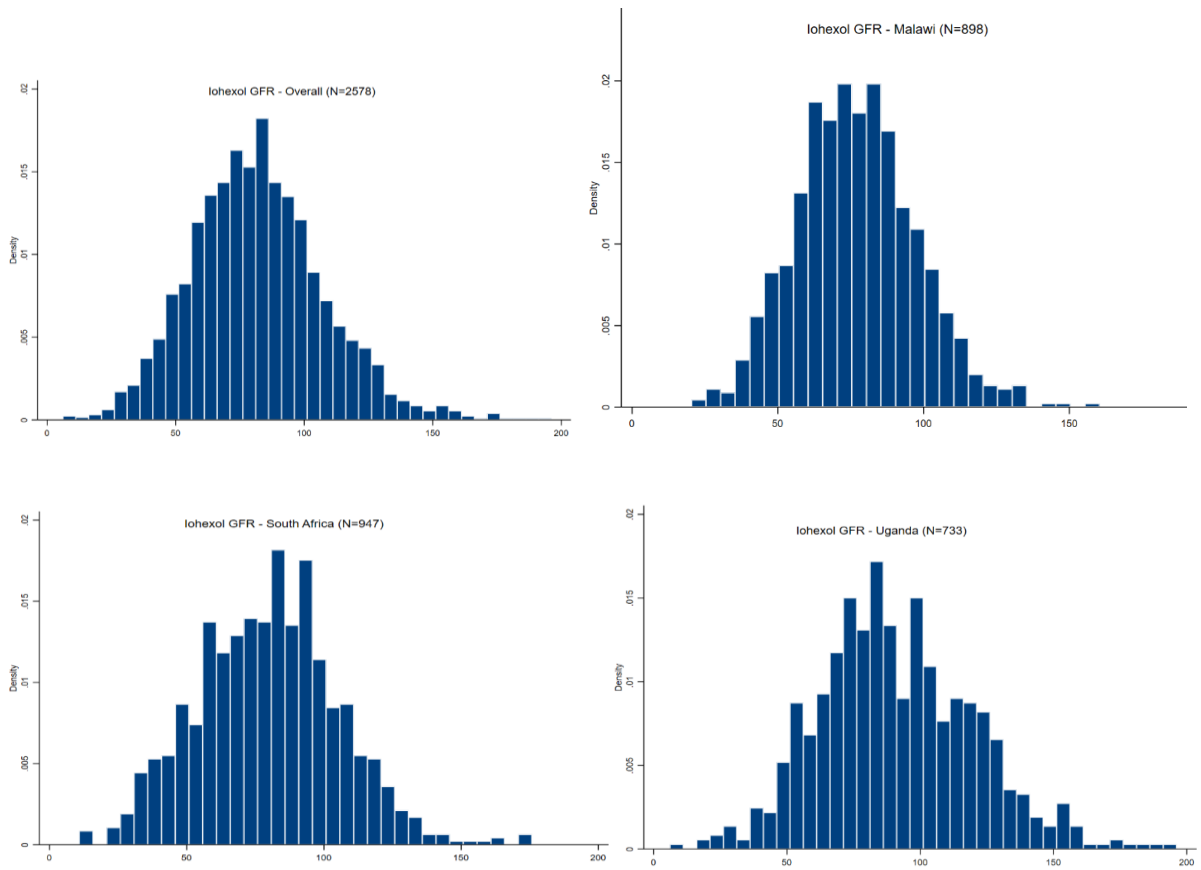 Iohexol GFR - Overall (N=2578)
.02
.015
.01
.005
0
Density
0 50 100 150 200
Iohexol GFR - Malawi (N=898)
.02
.015
.01
.005
0
Density
0 50 100 150
Iohexol GFR - South Africa (N=947)
.02
.015
.01
.005
0
Density
0 50 100 150 200
Iohexol GFR - Uganda (N=733)
.02
.015
.01
.005
0
Density
0 50 100 150 200